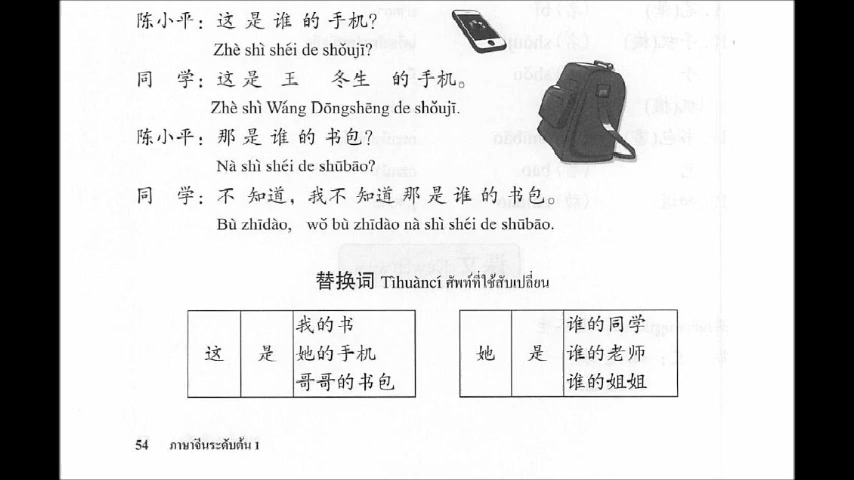 陈小平：这是谁的手机？
Zhè shì shéi de shǒujī?
同 学：这是 王 冬生 的手机。
Zhè shì Wáng Dōngshēng de shǒujī.
陈小平：那是谁的书包？
Nà shì shéi de shūbāo?
同 学：不知道，我不知道那是谁的书包。
Bù zhīdào, wǒ bù zhīdào nà shì shéi de shūbāo.
替换词 Tìhuàncí ศัพท์ที่ใช้สับเปลี่ยน
我的书
这 是 她的手机
哥哥的书包
谁的同学
她 是 谁的老师
谁的姐姐
54 ภาษาจีนระดับต้น 1